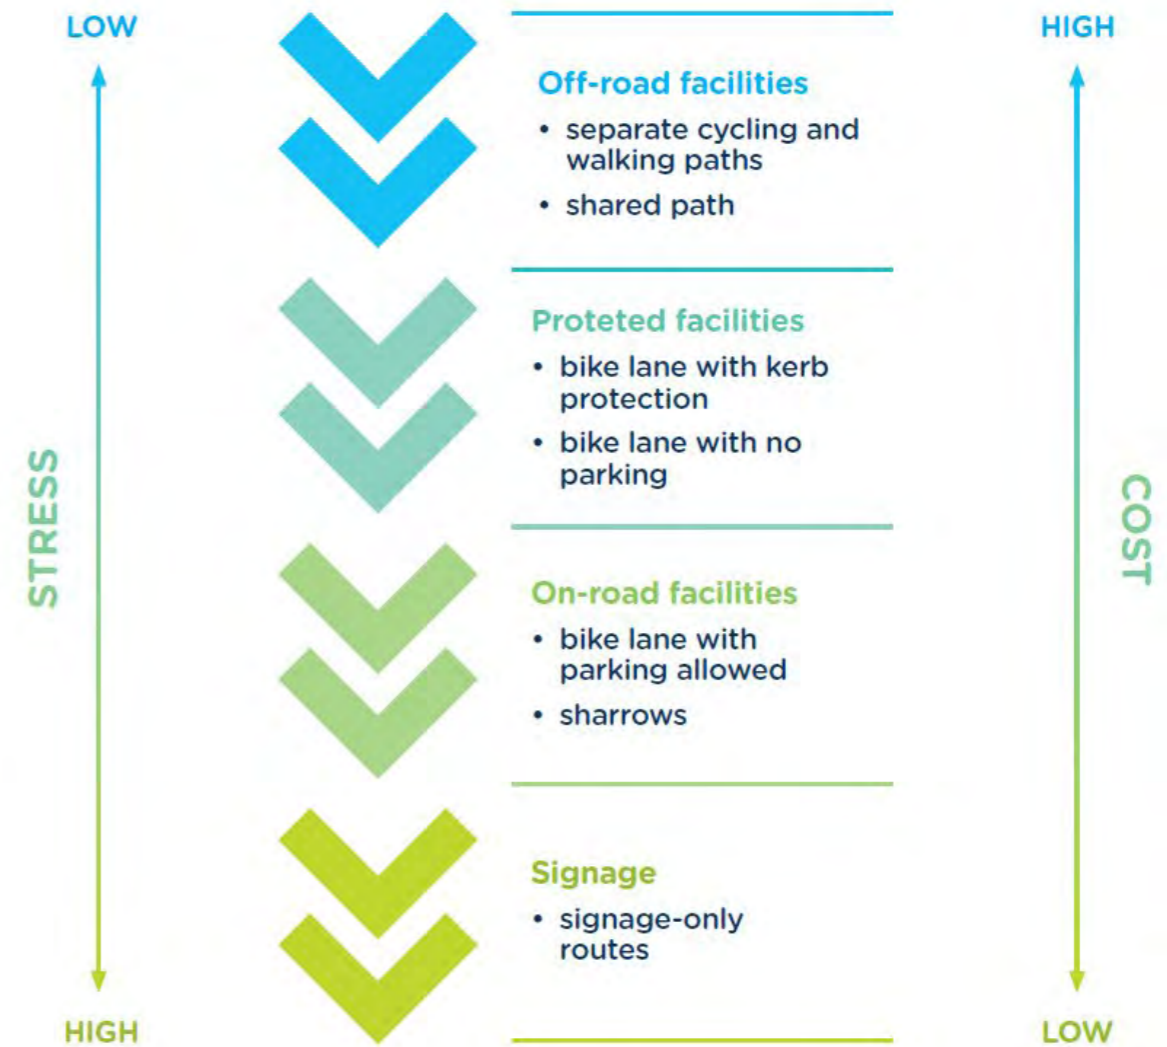 LOW
HIGH
Off-road facilities
• separate cycling and
walking paths
• shared path
Proteted facilities
• bike lane with kerb
protection
• bike lane with no
parking
STRESS
COST
On-road facilities
• bike lane with
parking allowed
• sharrows
Signage
• signage-only
routes
HIGH
LOW